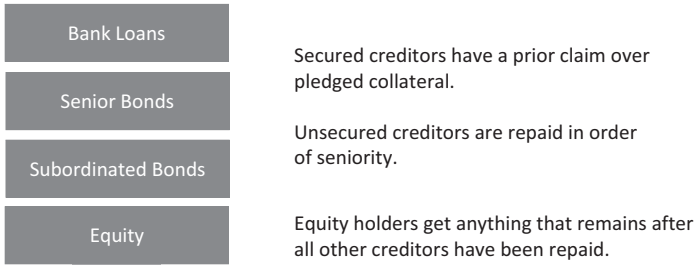 Bank Loans
Senior Bonds
Subordinated Bonds
Equity
Secured creditors have a prior claim over
pledged collateral.
Unsecured creditors are repaid in order
of seniority.
Equity holders get anything that remains after
all other creditors have been repaid.